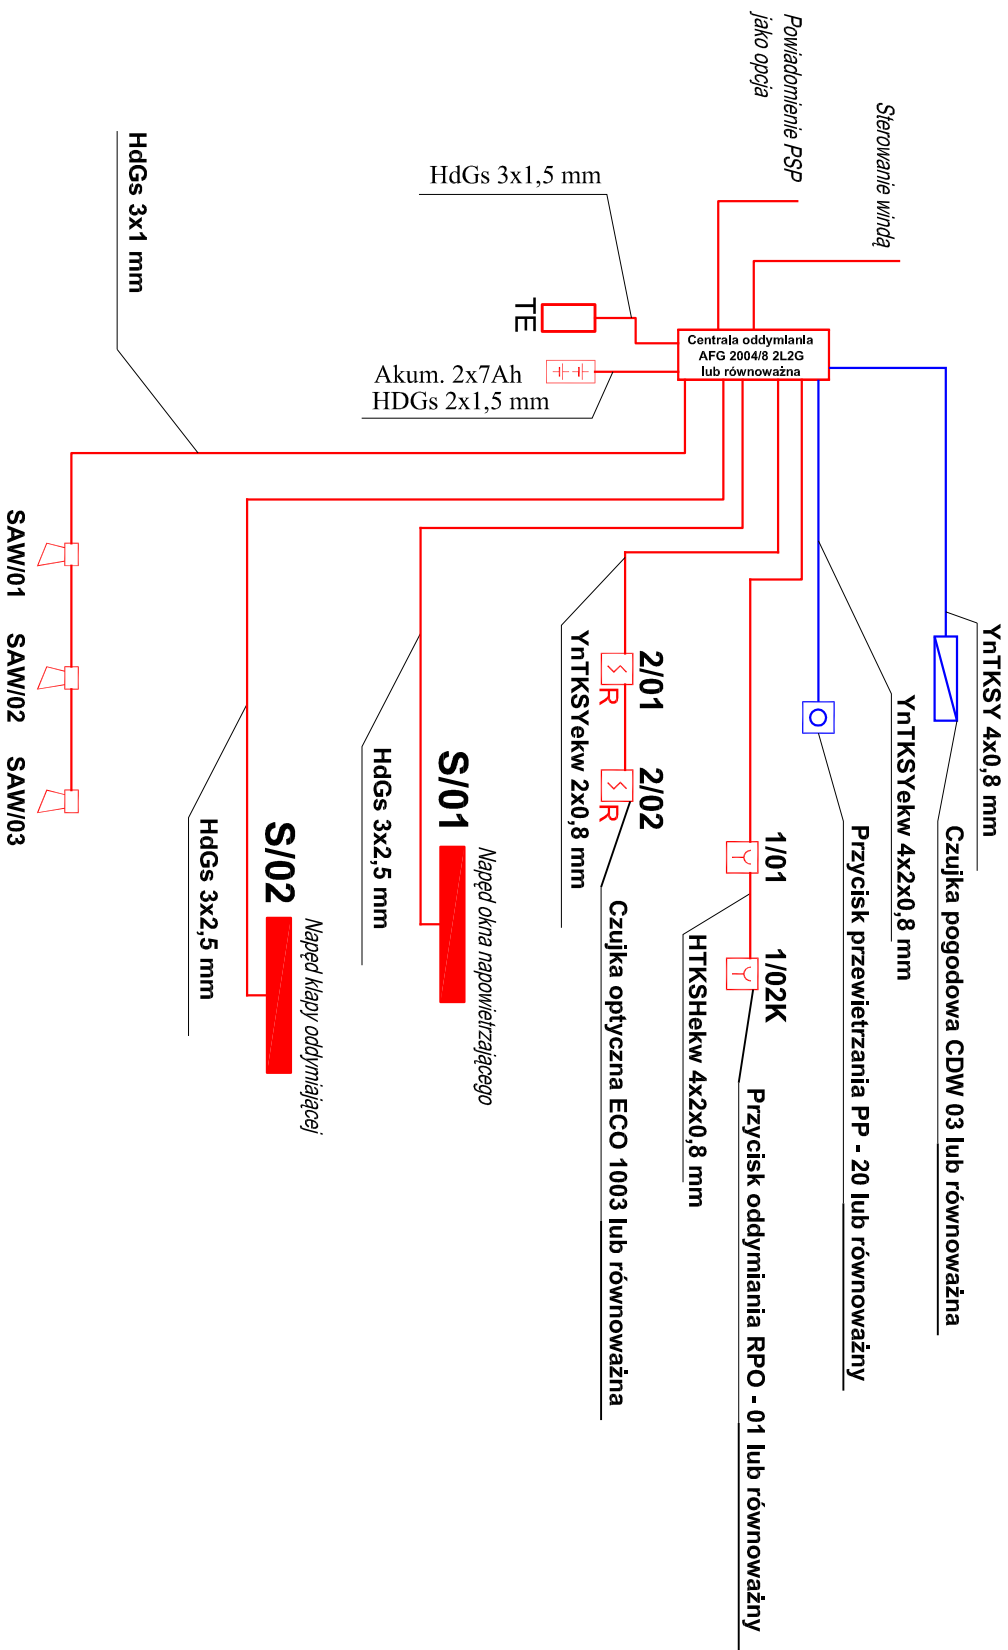 Powiadomienie PSP
jako opcja
Sterowanie windą
HdGs 3x1,5 mm
HdGs 3x1 mm
TE
Centrala oddymiania
AFG 2004/8 2L2G
lub równoważna
Akum. 2x7Ah
HDGs 2x1,5 mm
YnTKSY 4x0,8 mm
Czujka pogodowa CDW 03 lub równoważna
YnTKSYekw 4x2x0,8 mm
Przycisk przewietrzania PP - 20 lub równoważny
1/01
1/02K
HTKSHekw 4x2x0,8 mm
Przycisk oddymiania RPO - 01 lub równoważny
2/01
R
2/02
R
YnTKSYekw 2x0,8 mm
Czujka optyczna ECO 1003 lub równoważna
S/01
Napęd okna napowietrzającego
HdGs 3x2,5 mm
S/02
Napęd klapy oddymiającej
HdGs 3x2,5 mm
SAW/01
SAW/02
SAW/03